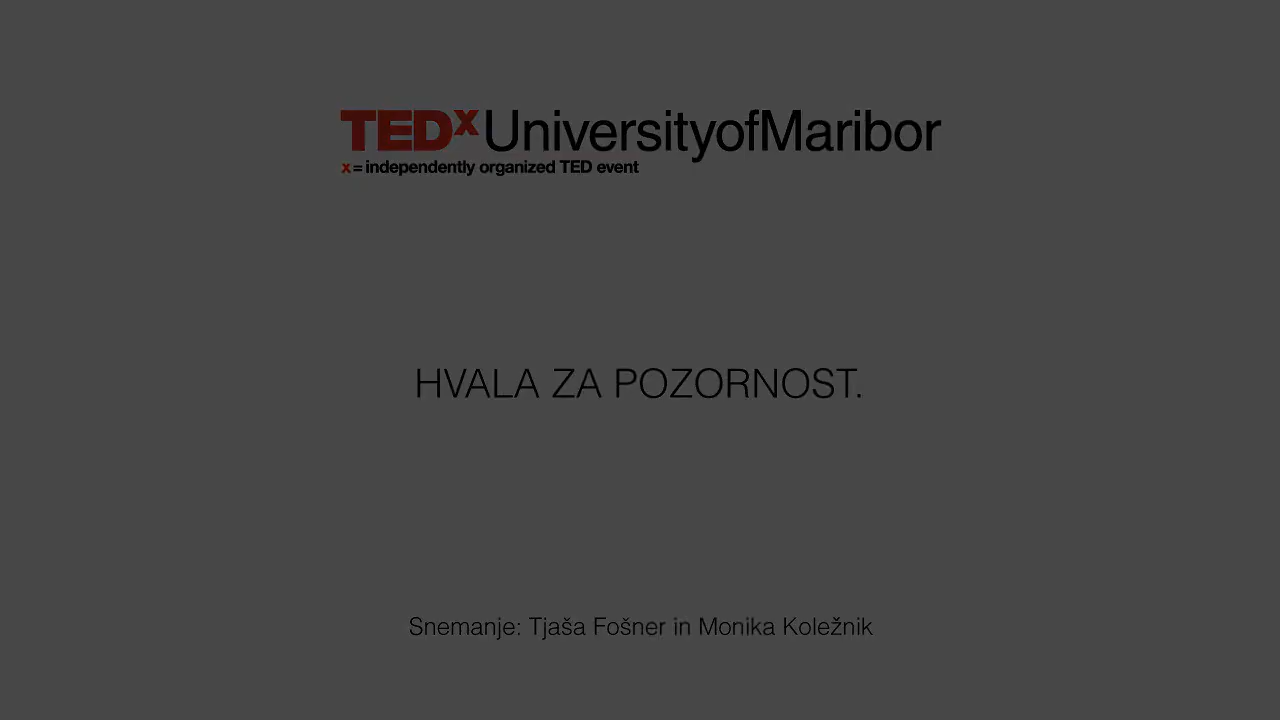 TEDxUniversityofMaribor
x=independently organized TED event
HVALA ZA POZORNOST.
Snemanje: Tjaša Fošner in Monika Koležnik